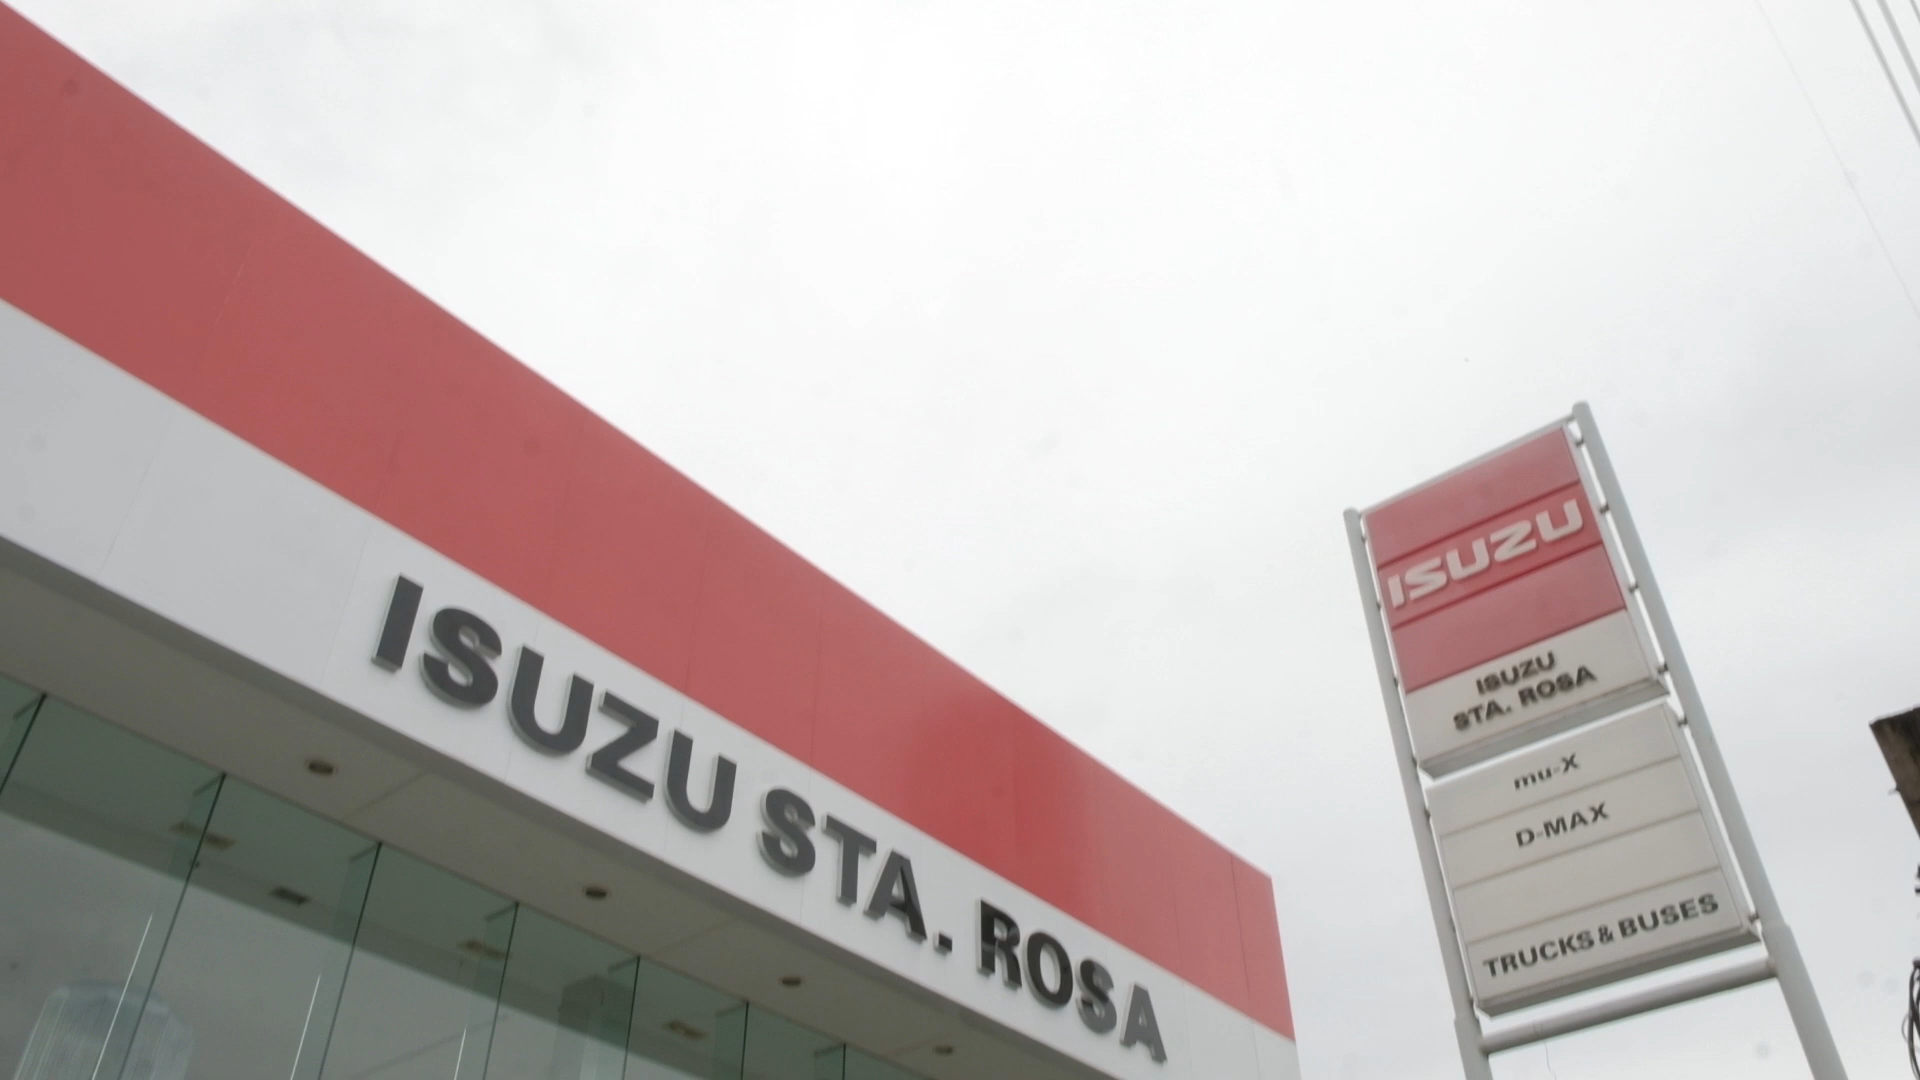 ISUZU STA. ROSA
ISUZU
ISUZU
STA. ROSA
mu-X
D-MAX
TRUCKS & BUSES